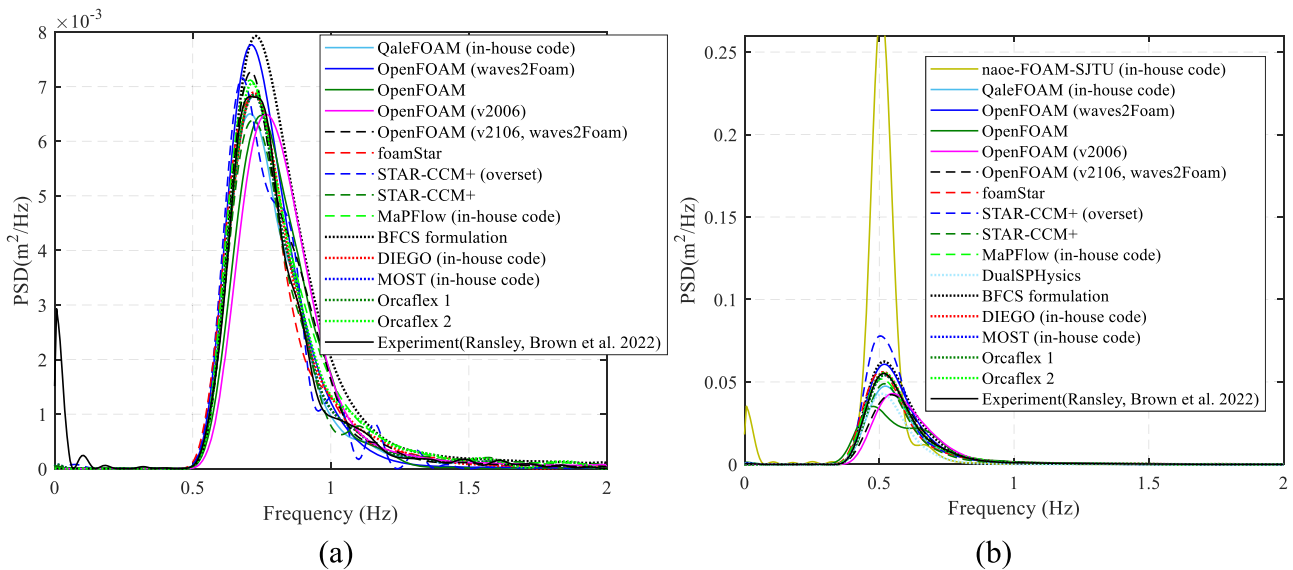 ×10⁻³
8
7
6
5
4
3
2
1
0
PSD(m²/Hz)
0
0.5
1
1.5
2
Frequency (Hz)
QaleFOAM (in-house code)
OpenFOAM (waves2Foam)
OpenFOAM
OpenFOAM (v2006)
OpenFOAM (v2106, waves2Foam)
foamStar
STAR-CCM+ (overset)
STAR-CCM+
MaPFlow (in-house code)
BFCS formulation
DIEGO (in-house code)
MOST (in-house code)
Orcaflex 1
Orcaflex 2
Experiment(Ransley, Brown et al. 2022)
(a)
0.25
0.2
0.15
0.1
0.05
0
PSD(m²/Hz)
0
0.5
1
1.5
2
Frequency (Hz)
naoe-FOAM-SJTU (in-house code)
QaleFOAM (in-house code)
OpenFOAM (waves2Foam)
OpenFOAM
OpenFOAM (v2006)
OpenFOAM (v2106, waves2Foam)
foamStar
STAR-CCM+ (overset)
STAR-CCM+
MaPFlow (in-house code)
DualSPHysics
BFCS formulation
DIEGO (in-house code)
MOST (in-house code)
Orcaflex 1
Orcaflex 2
Experiment(Ransley, Brown et al. 2022)
(b)